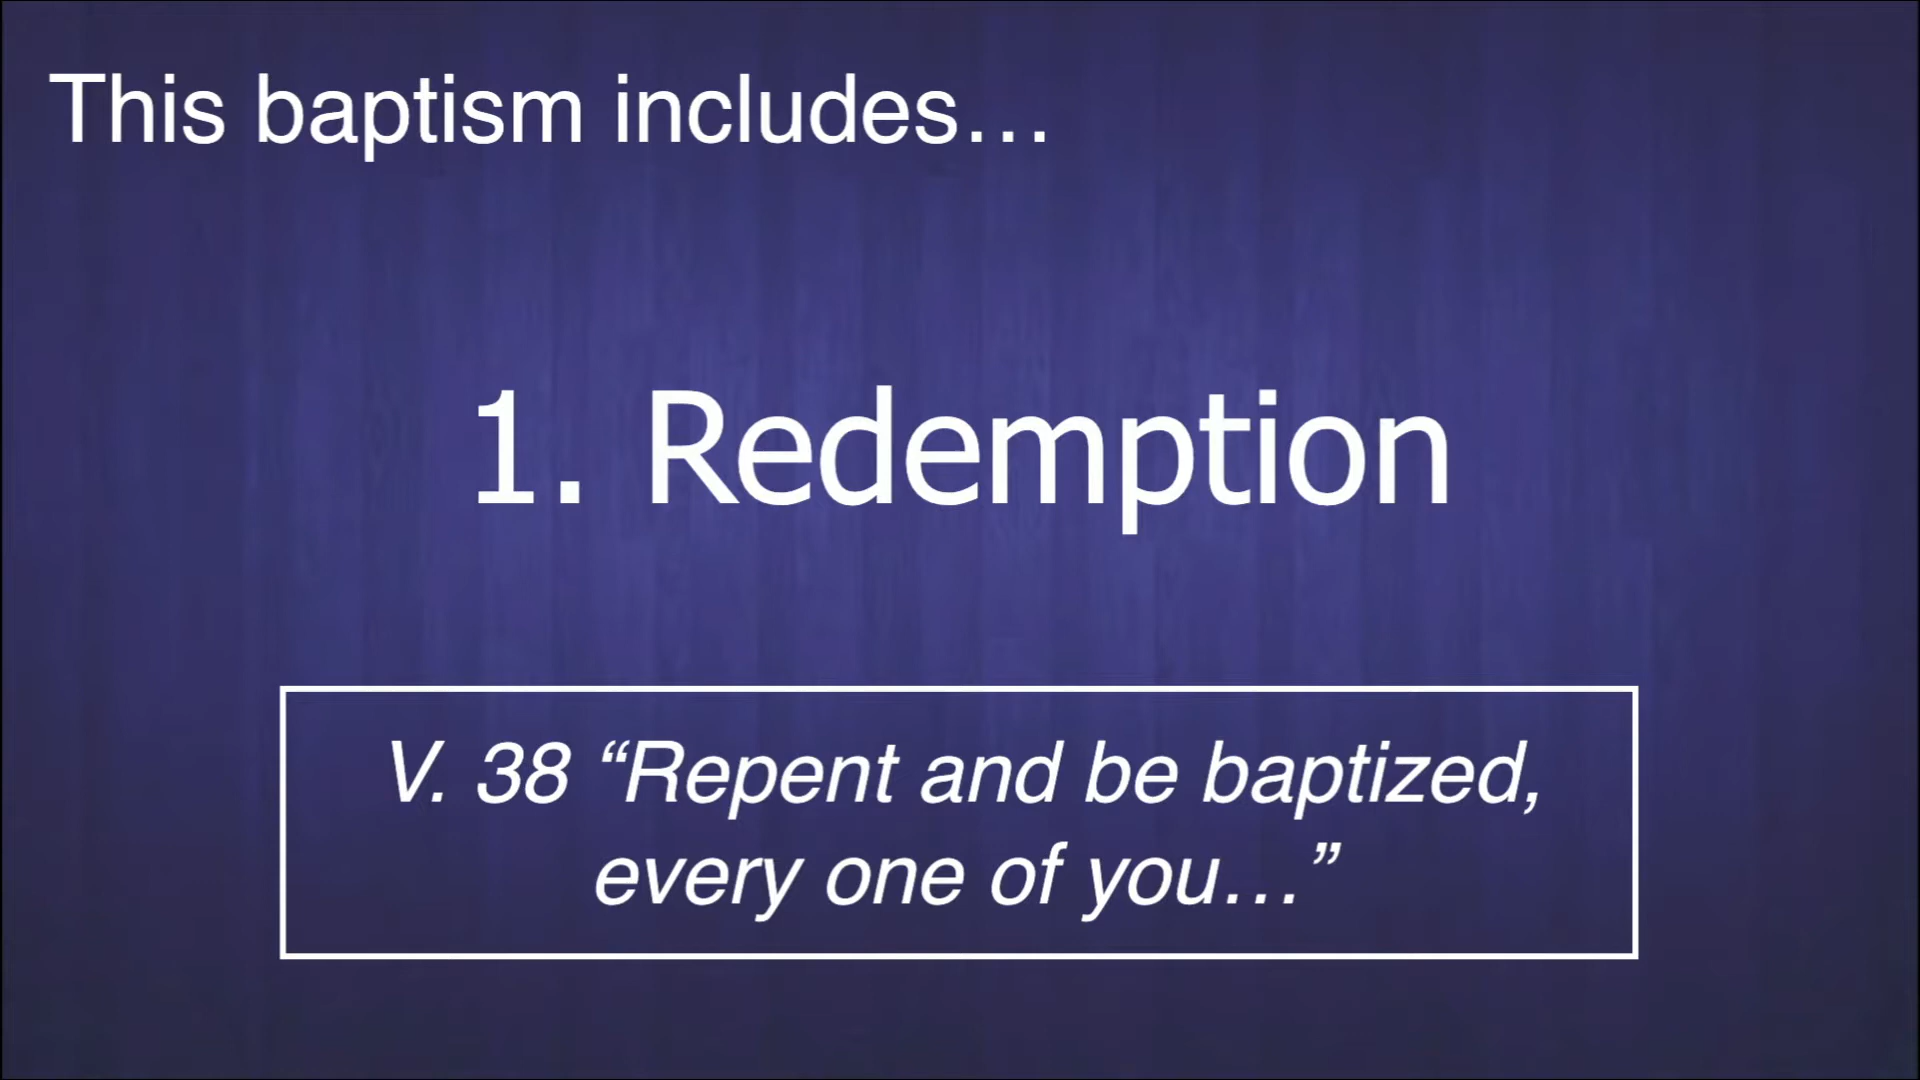 This baptism includes…
1. Redemption
V. 38 “Repent and be baptized,
every one of you…”